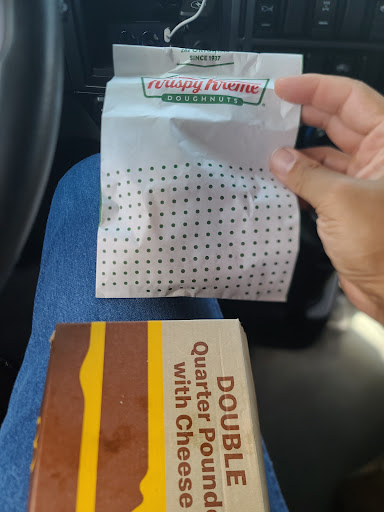 SINCE 1937
Krispy Kreme
DOUGHNUTS
DOUBLE
Quarter Pounde
with Cheese